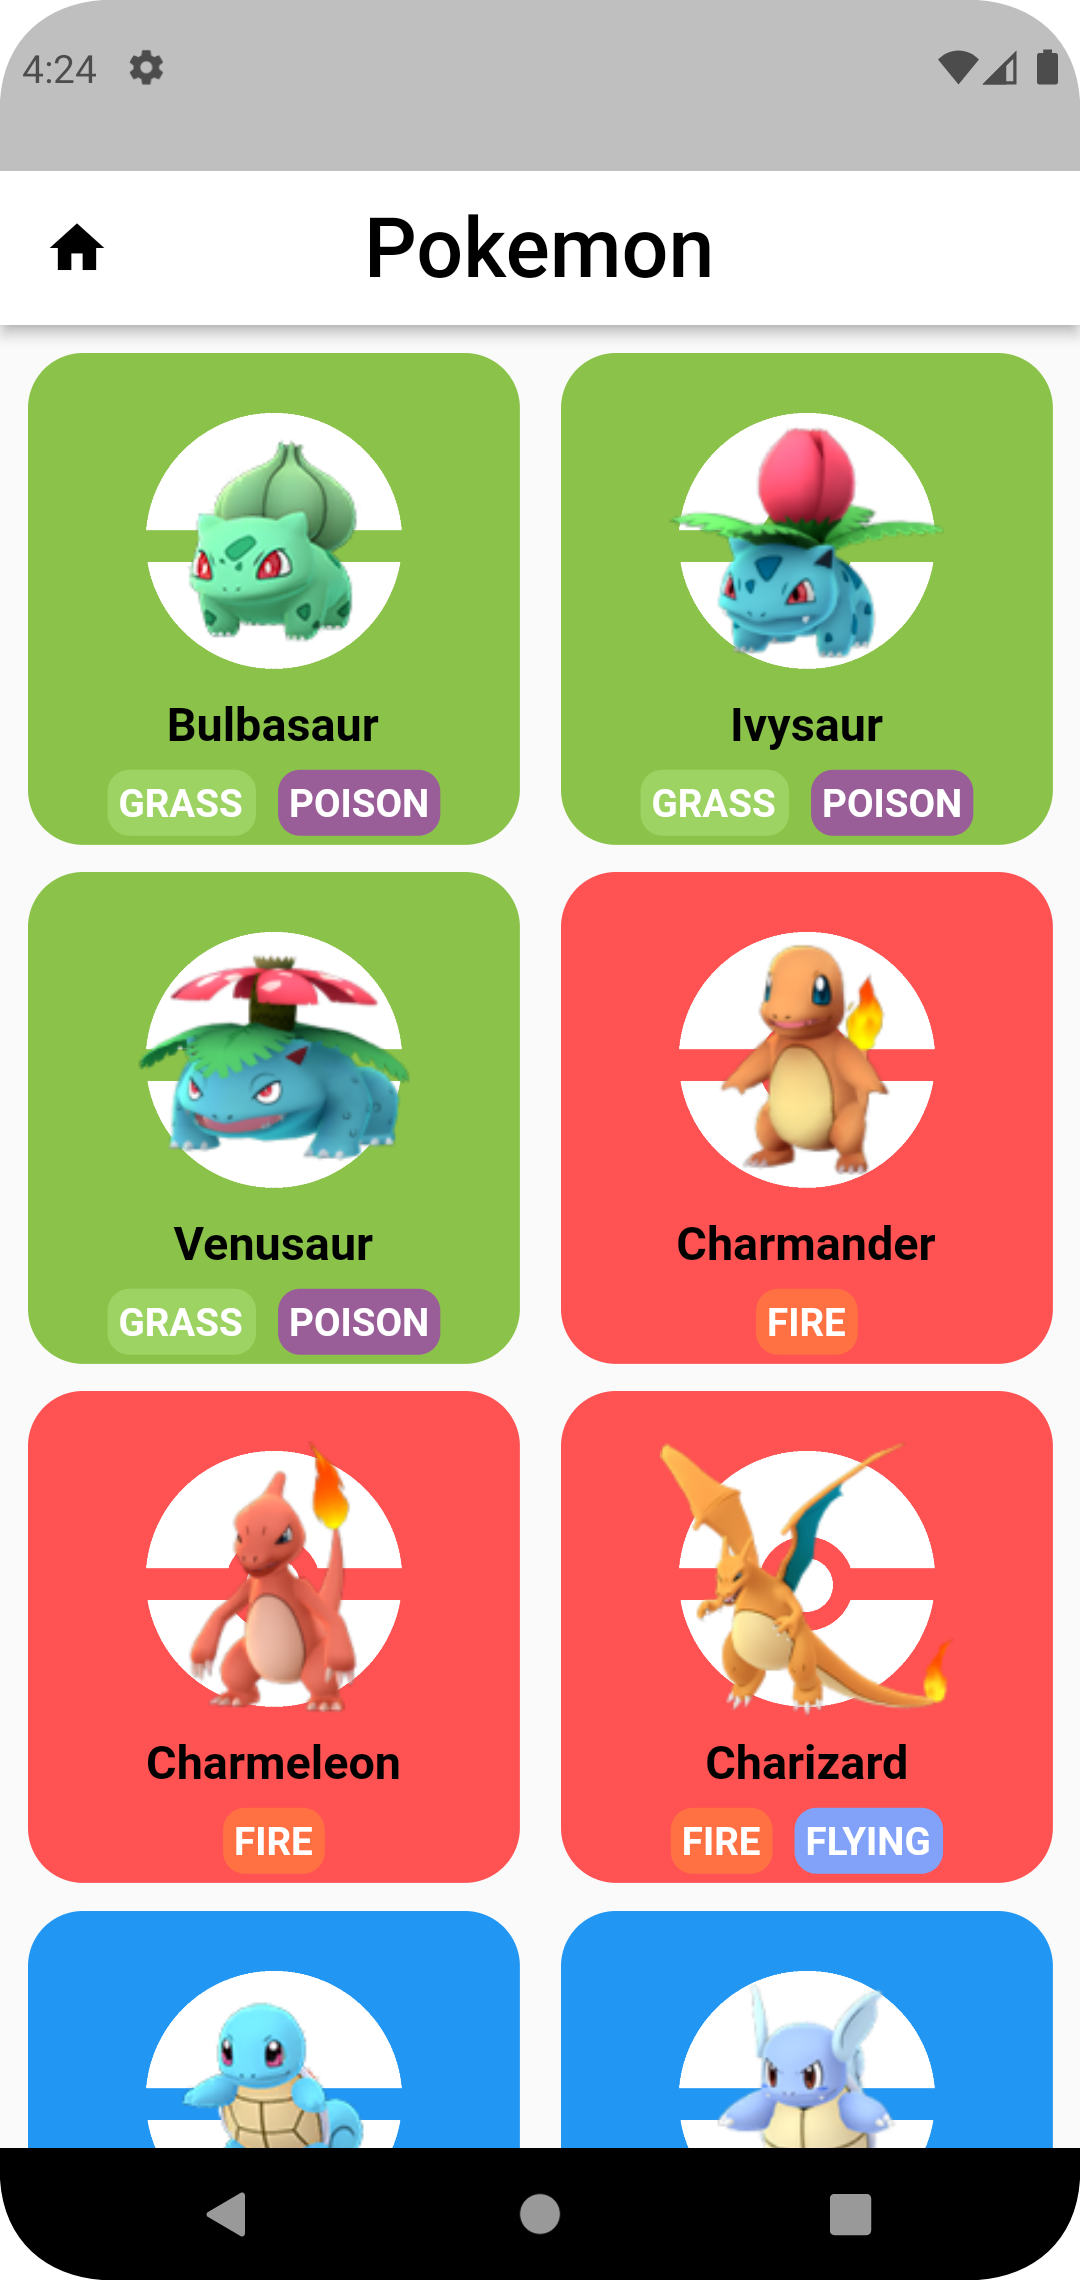 4:24
Pokemon
Bulbasaur
GRASS POISON
Ivysaur
GRASS POISON
Venusaur
GRASS POISON
Charmander
FIRE
Charmeleon
FIRE
Charizard
FIRE FLYING